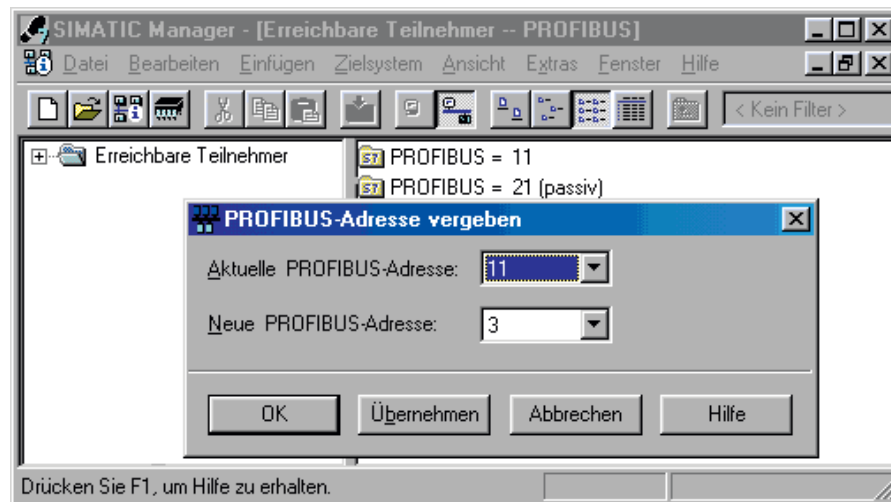 SIMATIC Manager - [Erreichbare Teilnehmer -- PROFIBUS]
Datei Bearbeiten Einfügen Zielsystem Ansicht Extras Fenster Hilfe
< Kein Filter >
Erreichbare Teilnehmer
PROFIBUS = 11
PROFIBUS = 21 (passiv)
PROFIBUS-Adresse vergeben
Aktuelle PROFIBUS-Adresse: 11
Neue PROFIBUS-Adresse: 3
OK Übernehmen Abbrechen Hilfe
Drücken Sie F1, um Hilfe zu erhalten.